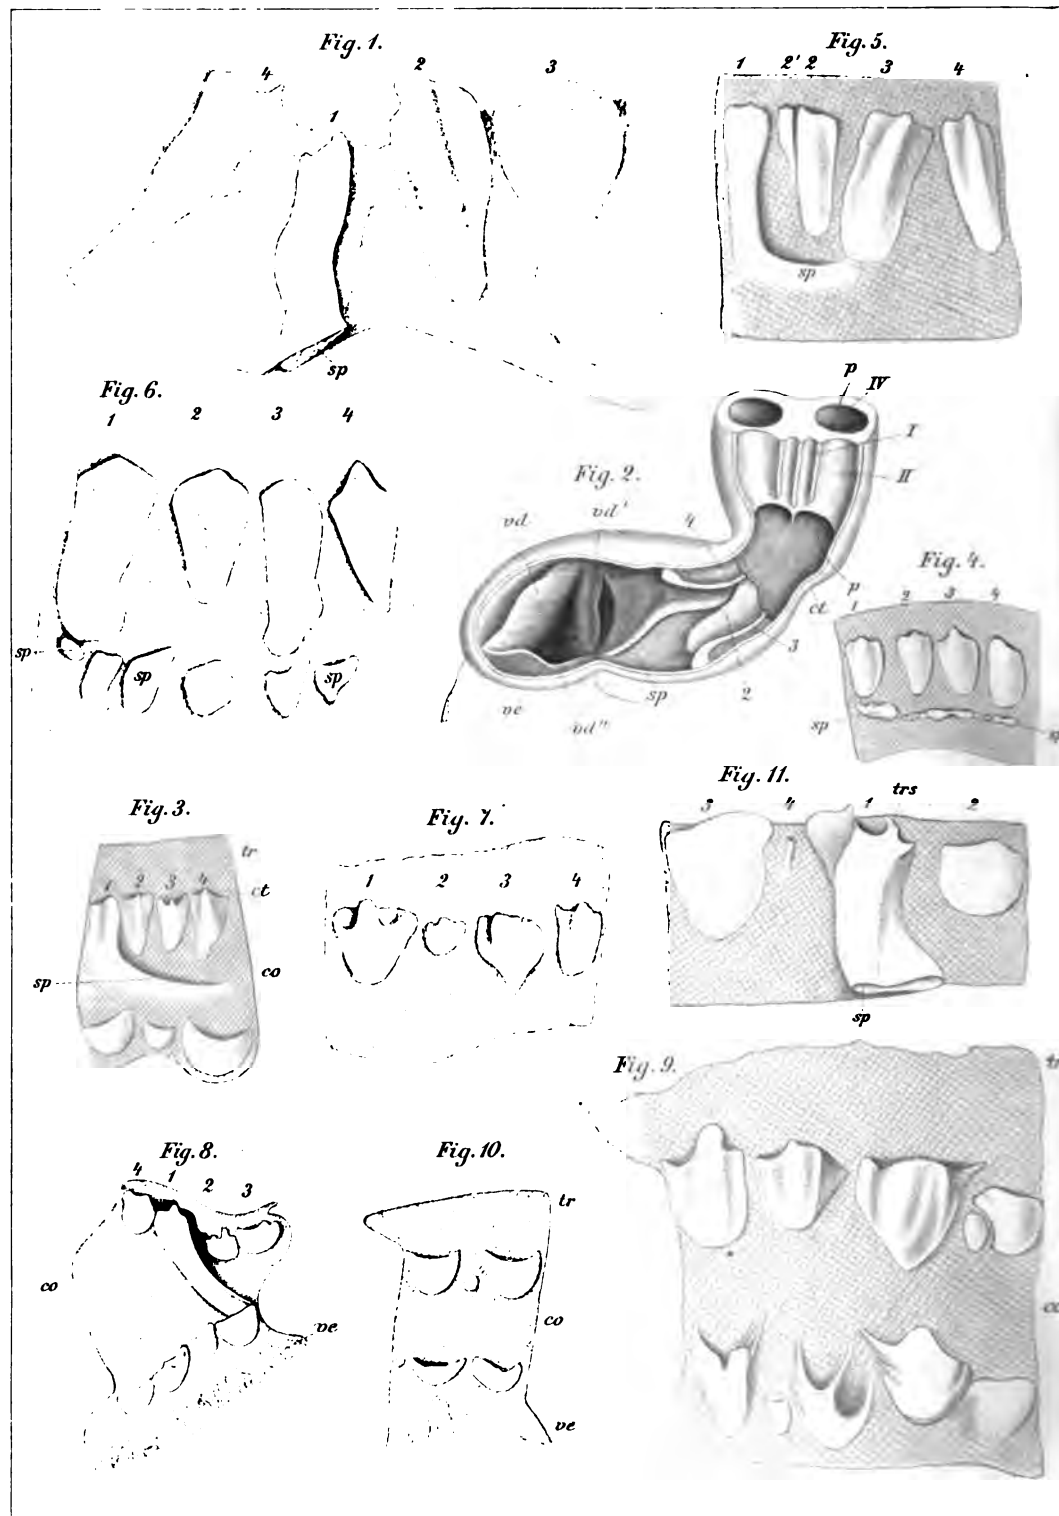 Fig. 1.
4 2 3
1
sp
Fig. 5.
1 2' 2 3 4
sp
Fig. 6.
1 2 3 4
sp
sp sp
Fig. 2.
p IV
I
II
vd vd' 4
p
ct
3
2
sp
ve vd"
Fig. 4.
1 2 3 4
sp sp
Fig. 3.
tr
1 2 3 4 ct
sp co
Fig. 7.
1 2 3 4
Fig. 11.
3 4 1 trs 2
sp
Fig. 9.
tr
co
Fig. 8.
4 1 2 3
co
ve
Fig. 10.
tr
co
ve